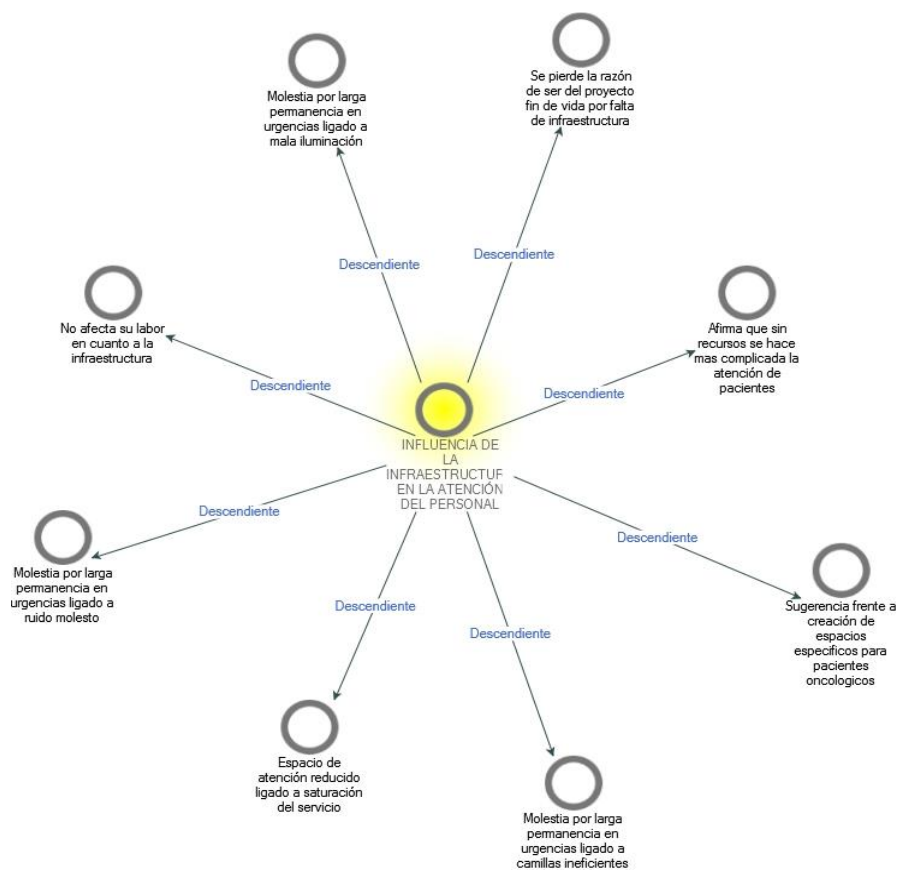 Se pierde la razón
de ser del proyecto
fin de vida por falta
de infraestructura
Molestia por larga
permanencia en
urgencias ligado a
mala iluminación
Descendiente
Descendiente
No afecta su labor
en cuanto a la
infraestructura
Afirma que sin
recursos se hace
mas complicada la
atención de
pacientes
Descendiente
Descendiente
INFLUENCIA DE
LA
INFRAESTRUCTUR
EN LA ATENCIÓN
DEL PERSONAL
Descendiente
Descendiente
Molestia por larga
permanencia en
urgencias ligado a
ruido molesto
Sugerencia frente a
creación de
espacios
especificos para
pacientes
oncologicos
Descendiente
Descendiente
Espacio de
atención reducido
ligado a saturación
del servicio
Molestia por larga
permanencia en
urgencias ligado a
camillas ineficientes